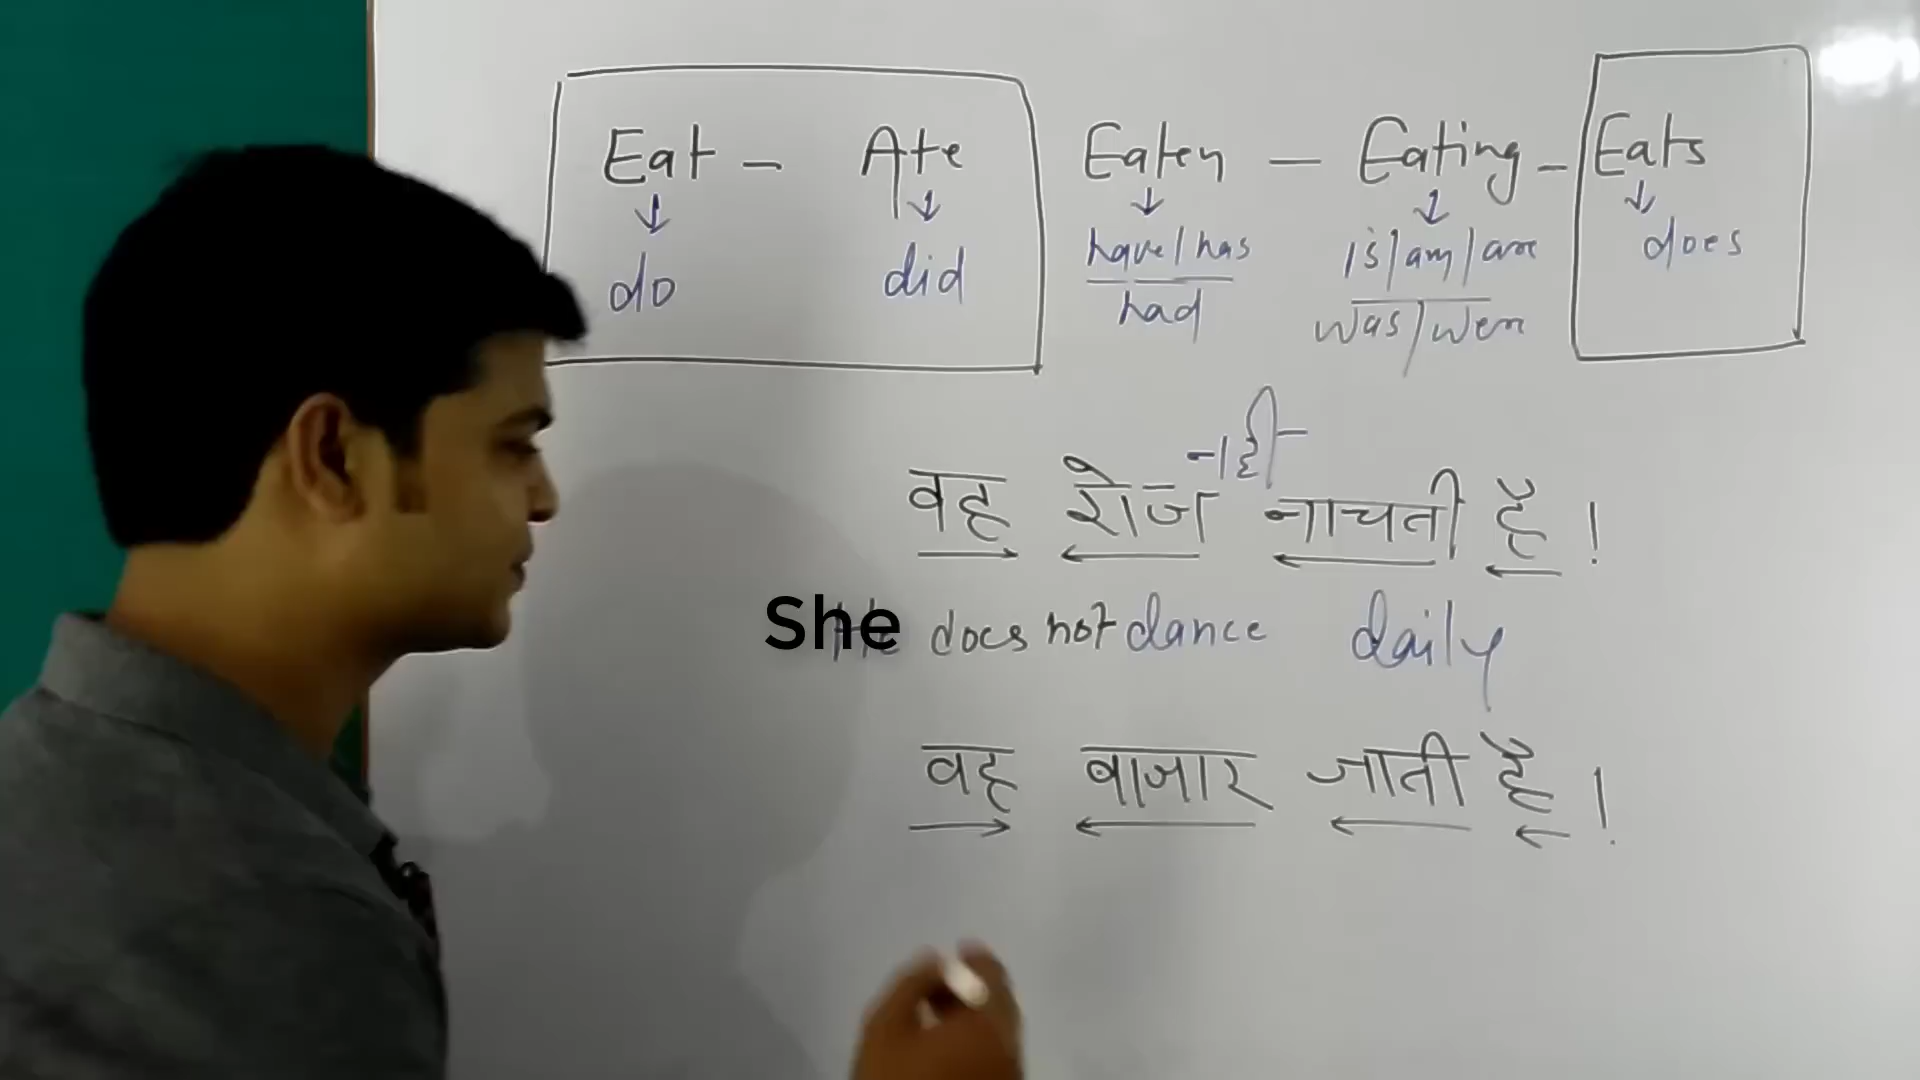 Eat – Ate Eaten – Eating – Eats
do did have/has is/am/are does
had was/were
नहीं
वह रोज नाचती है !
She does not dance daily
वह बाजार जाती है !